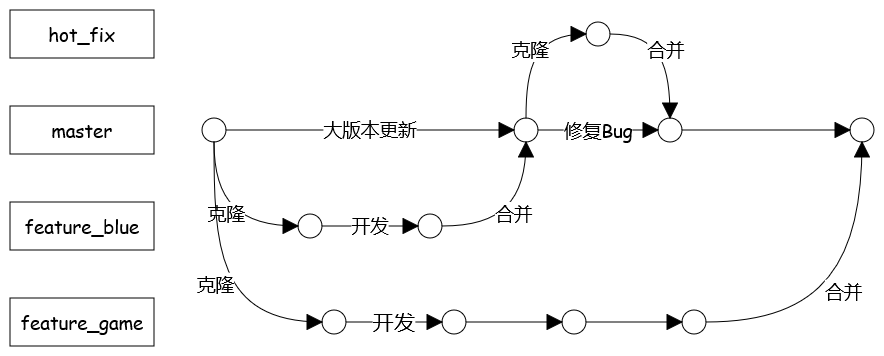 hot_fix
克隆
合并
master
大版本更新
修复Bug
feature_blue
克隆
开发
合并
克隆
合并
feature_game
开发